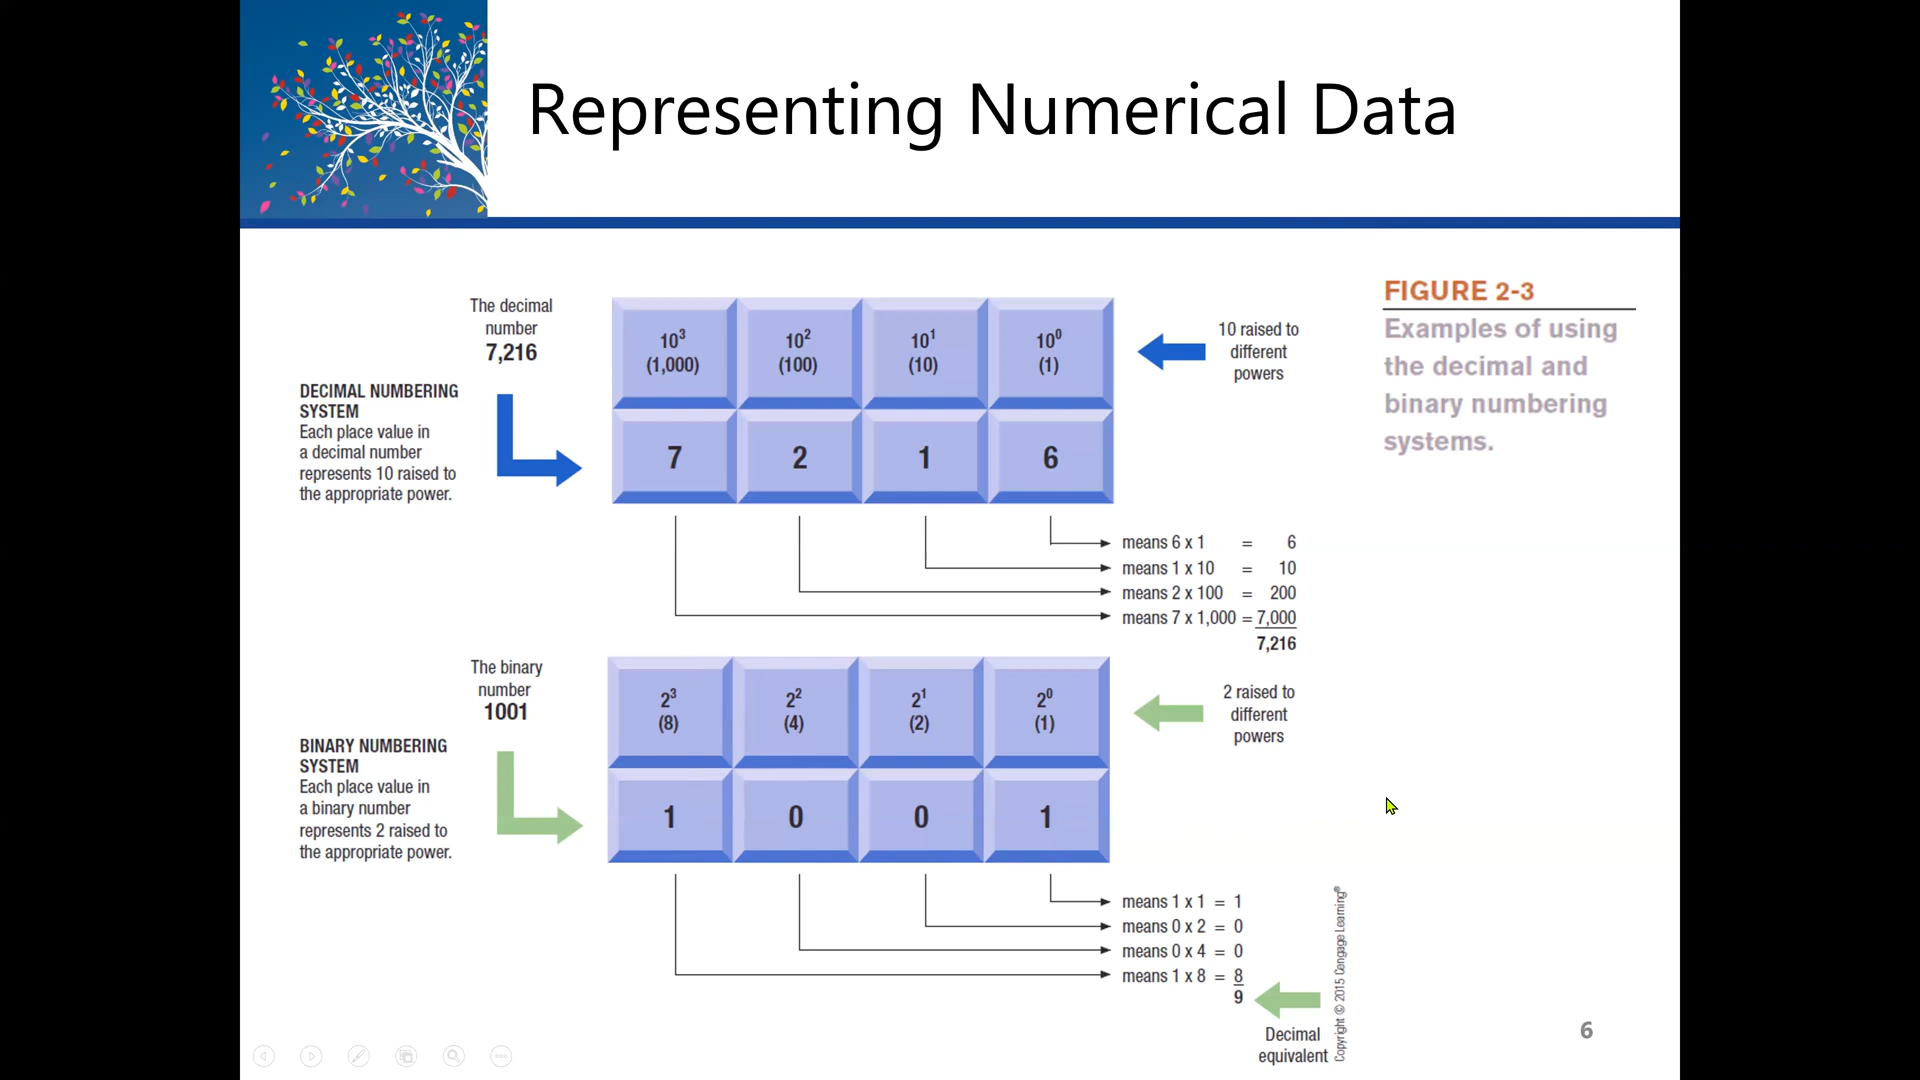 Representing Numerical Data
The decimal
number
7,216
DECIMAL NUMBERING
SYSTEM
Each place value in
a decimal number
represents 10 raised to
the appropriate power.
10³ 10² 10¹ 10⁰
(1,000) (100) (10) (1)
7 2 1 6
10 raised to
different
powers
FIGURE 2-3
Examples of using
the decimal and
binary numbering
systems.
means 6 x 1 = 6
means 1 x 10 = 10
means 2 x 100 = 200
means 7 x 1,000 = 7,000
7,216
The binary
number
1001
BINARY NUMBERING
SYSTEM
Each place value in
a binary number
represents 2 raised to
the appropriate power.
2³ 2² 2¹ 2⁰
(8) (4) (2) (1)
1 0 0 1
2 raised to
different
powers
means 1 x 1 = 1
means 0 x 2 = 0
means 0 x 4 = 0
means 1 x 8 = 8
9
Decimal
equivalent
Copyright © 2015 Cengage Learning®
6